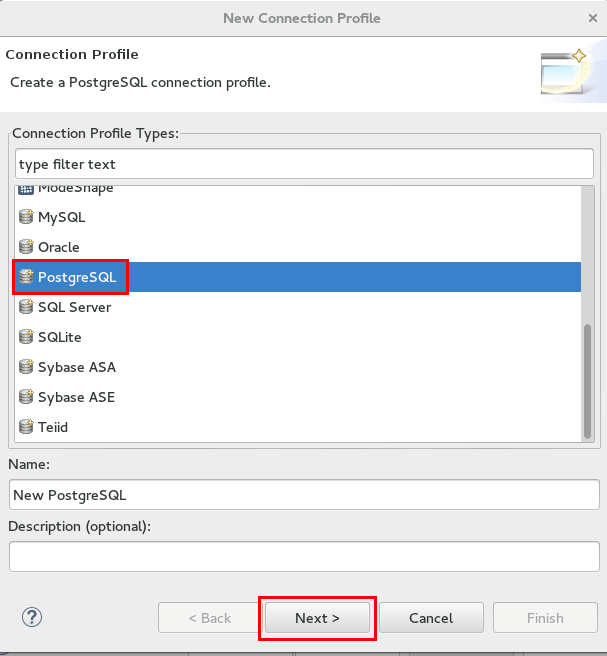 New Connection Profile
Connection Profile
Create a PostgreSQL connection profile.
Connection Profile Types:
type filter text
ModeShape
MySQL
Oracle
PostgreSQL
SQL Server
SQLite
Sybase ASA
Sybase ASE
Teiid
Name:
New PostgreSQL
Description (optional):
< Back
Next >
Cancel
Finish